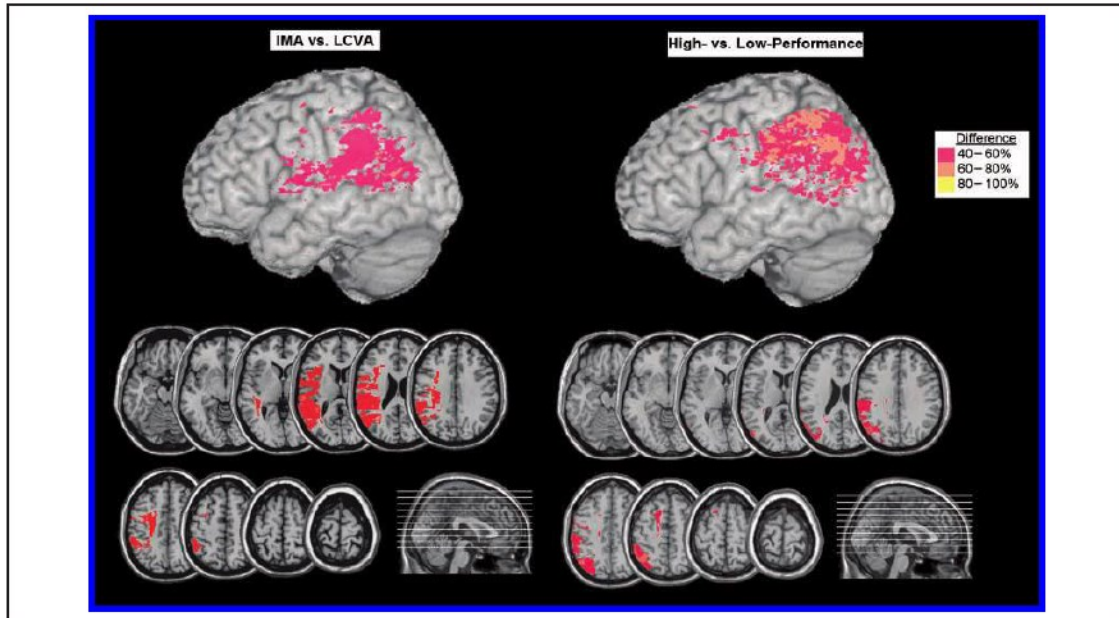 IMA vs. LCVA
High- vs. Low-Performance
Difference
40–60%
60–80%
80–100%